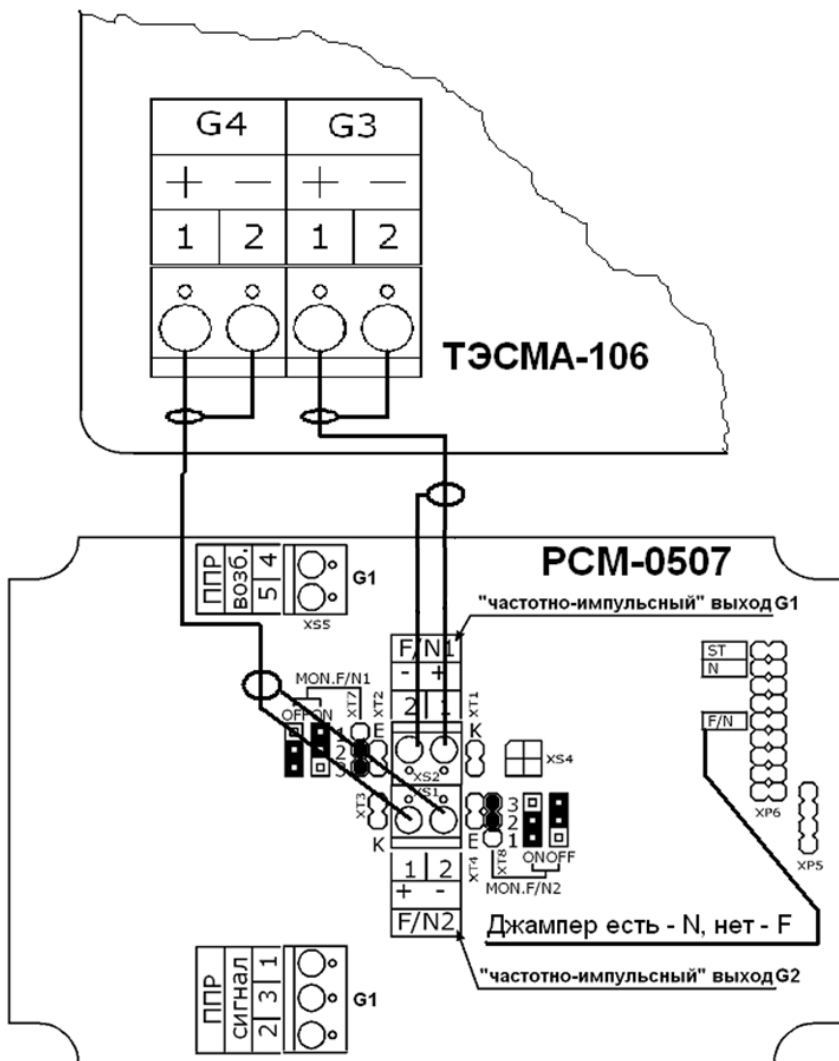 G4 G3
+ — + —
1 2 1 2
ТЭСМА-106
РСМ-0507
ППР
возб.
5 4
G1
XS5
"частотно-импульсный" выход G1
F/N1
- +
2 1
MON.F/N1
OFF ON
XT7
XT2
XT1
1
2
3
E
K
XS2
XS1
XS4
ST
N
F/N
XP6
XP5
XT3
K
E
XT4
XT8
3
2
1
ON OFF
MON.F/N2
1 2
+ -
F/N2
Джампер есть - N, нет - F
"частотно-импульсный" выход G2
ППР
сигнал
2 3 1
G1